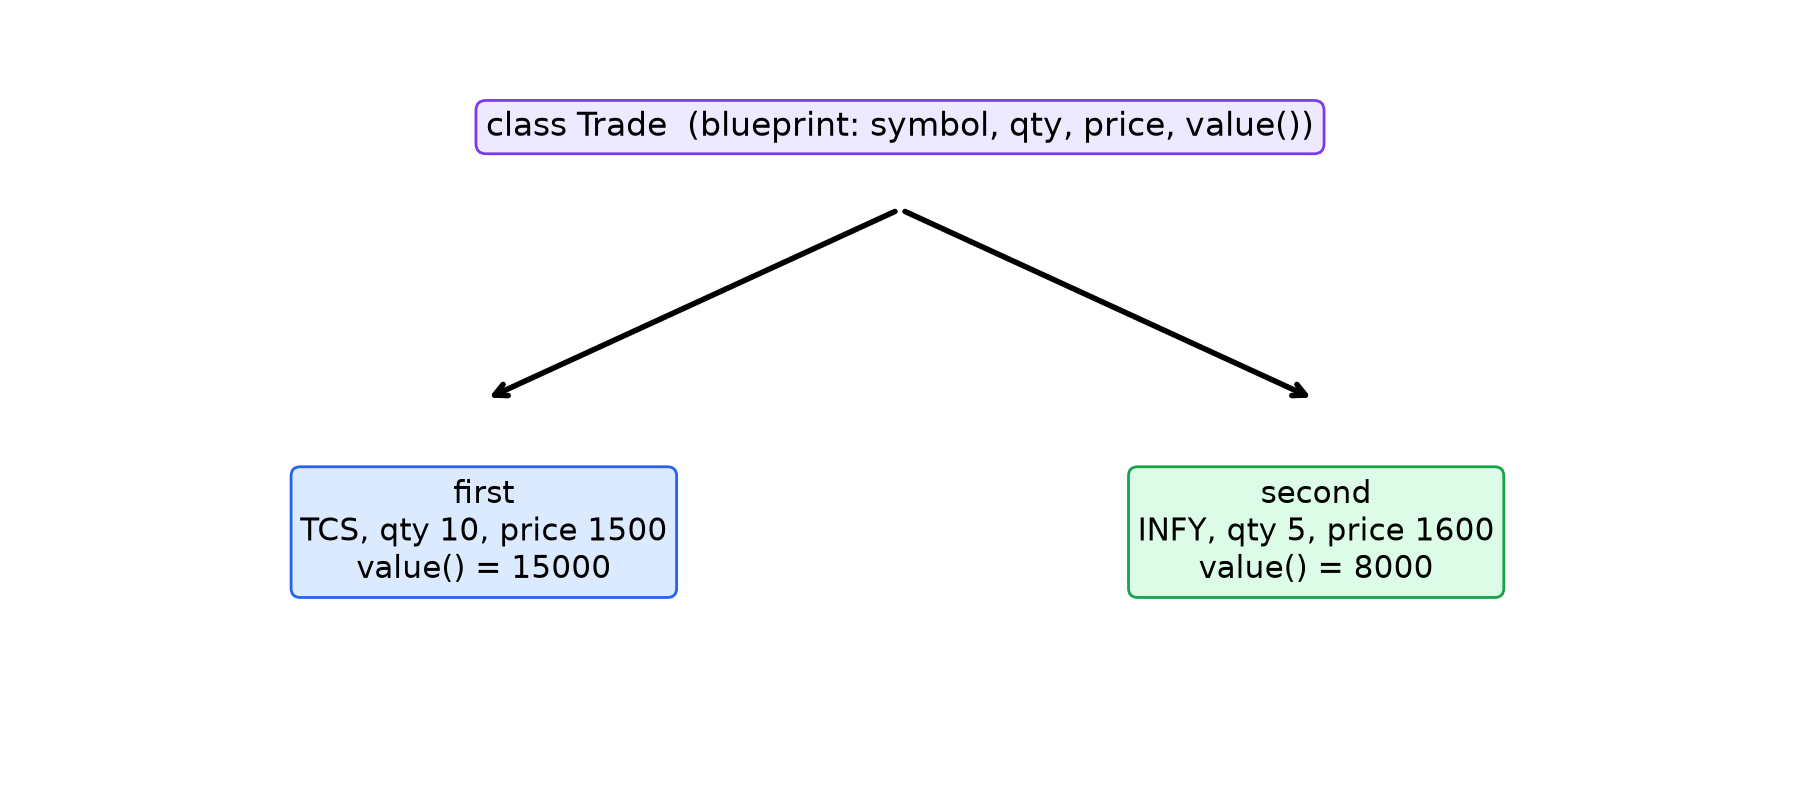 class Trade  (blueprint: symbol, qty, price, value())
first
TCS, qty 10, price 1500
value() = 15000
second
INFY, qty 5, price 1600
value() = 8000